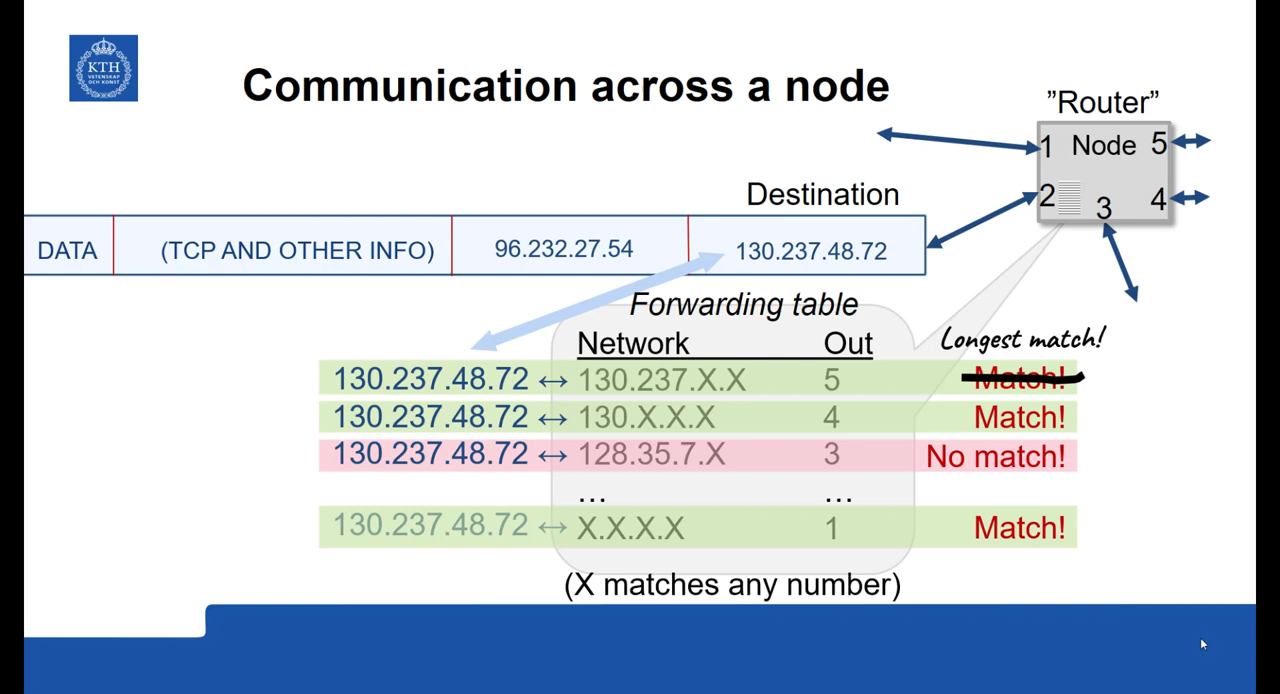 KTH
VETENSKAP
OCH KONST
Communication across a node
”Router”
1 Node 5
2 3 4
Destination
DATA (TCP AND OTHER INFO) 96.232.27.54 130.237.48.72
Forwarding table
Network Out
Longest match!
130.237.48.72 ↔ 130.237.X.X 5 Match!
130.237.48.72 ↔ 130.X.X.X 4 Match!
130.237.48.72 ↔ 128.35.7.X 3 No match!
... ...
130.237.48.72 ↔ X.X.X.X 1 Match!
(X matches any number)